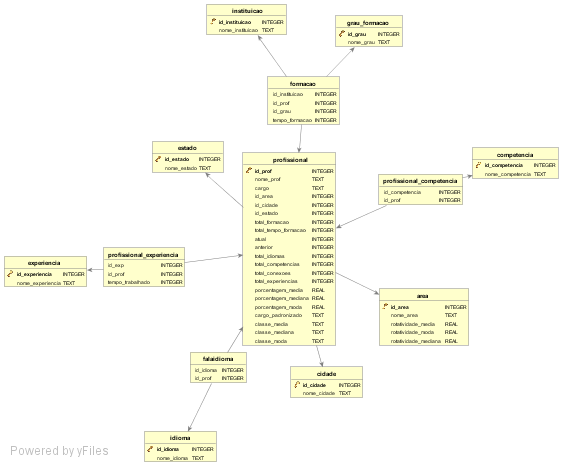 instituicao
id_instituicao INTEGER
nome_instituicao TEXT
grau_formacao
id_grau INTEGER
nome_grau TEXT
formacao
id_instituicao INTEGER
id_prof INTEGER
id_grau INTEGER
tempo_formacao INTEGER
estado
id_estado INTEGER
nome_estado TEXT
profissional
id_prof INTEGER
nome_prof TEXT
cargo TEXT
id_area INTEGER
id_cidade INTEGER
id_estado INTEGER
total_formacao INTEGER
total_tempo_formacao INTEGER
atual INTEGER
anterior INTEGER
total_idiomas INTEGER
total_competencias INTEGER
total_conexoes INTEGER
total_experiencias INTEGER
porcentagem_media REAL
porcentagem_mediana REAL
porcentagem_moda REAL
cargo_padronizado TEXT
classe_media TEXT
classe_mediana TEXT
classe_moda TEXT
competencia
id_competencia INTEGER
nome_competencia TEXT
profissional_competencia
id_competencia INTEGER
id_prof INTEGER
experiencia
id_experiencia INTEGER
nome_experiencia TEXT
profissional_experiencia
id_exp INTEGER
id_prof INTEGER
tempo_trabalhado INTEGER
area
id_area INTEGER
nome_area TEXT
rotatividade_media REAL
rotatividade_moda REAL
rotatividade_mediana REAL
falaidioma
id_idioma INTEGER
id_prof INTEGER
cidade
id_cidade INTEGER
nome_cidade TEXT
idioma
id_idioma INTEGER
nome_idioma TEXT
Powered by yFiles